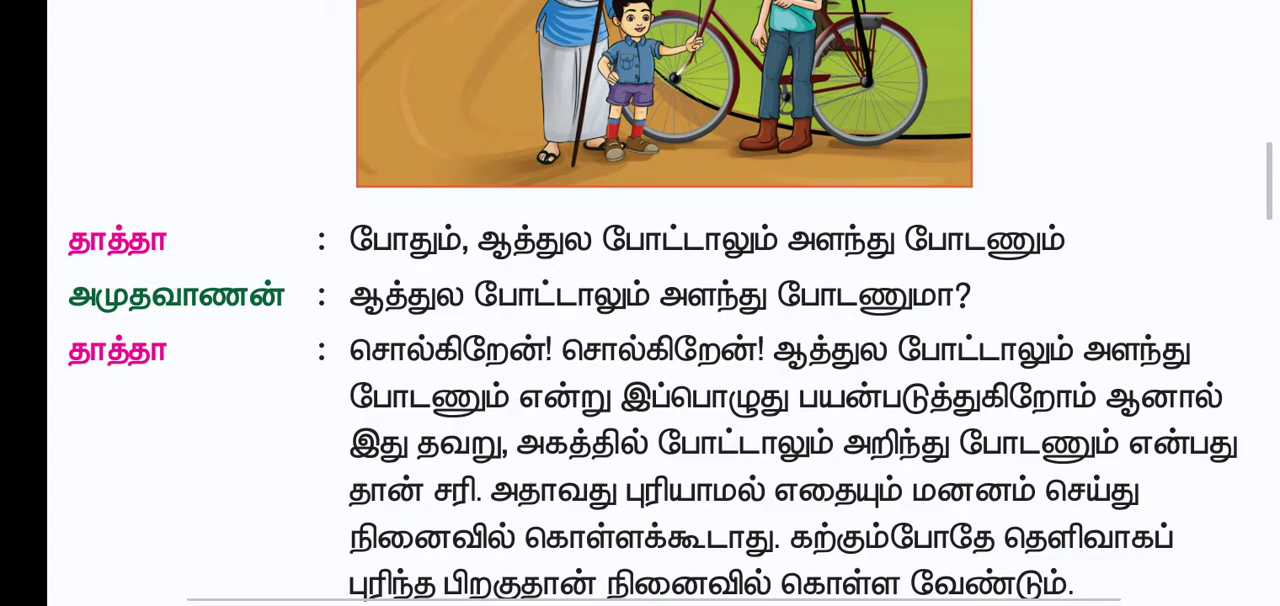 தாத்தா : போதும், ஆத்துல போட்டாலும் அளந்து போடணும்
அமுதவாணன் : ஆத்துல போட்டாலும் அளந்து போடணுமா?
தாத்தா : சொல்கிறேன்! சொல்கிறேன்! ஆத்துல போட்டாலும் அளந்து
போடணும் என்று இப்பொழுது பயன்படுத்துகிறோம் ஆனால்
இது தவறு, அகத்தில் போட்டாலும் அறிந்து போடணும் என்பது
தான் சரி. அதாவது புரியாமல் எதையும் மனனம் செய்து
நினைவில் கொள்ளக்கூடாது. கற்கும்போதே தெளிவாகப்
புரிந்த பிறகுதான் நினைவில் கொள்ள வேண்டும்.